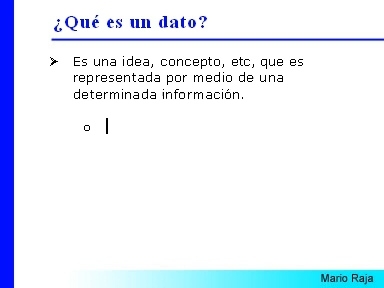 ¿Qué es un dato?
Es una idea, concepto, etc, que es
representada por medio de una
determinada información.
Mario Raja